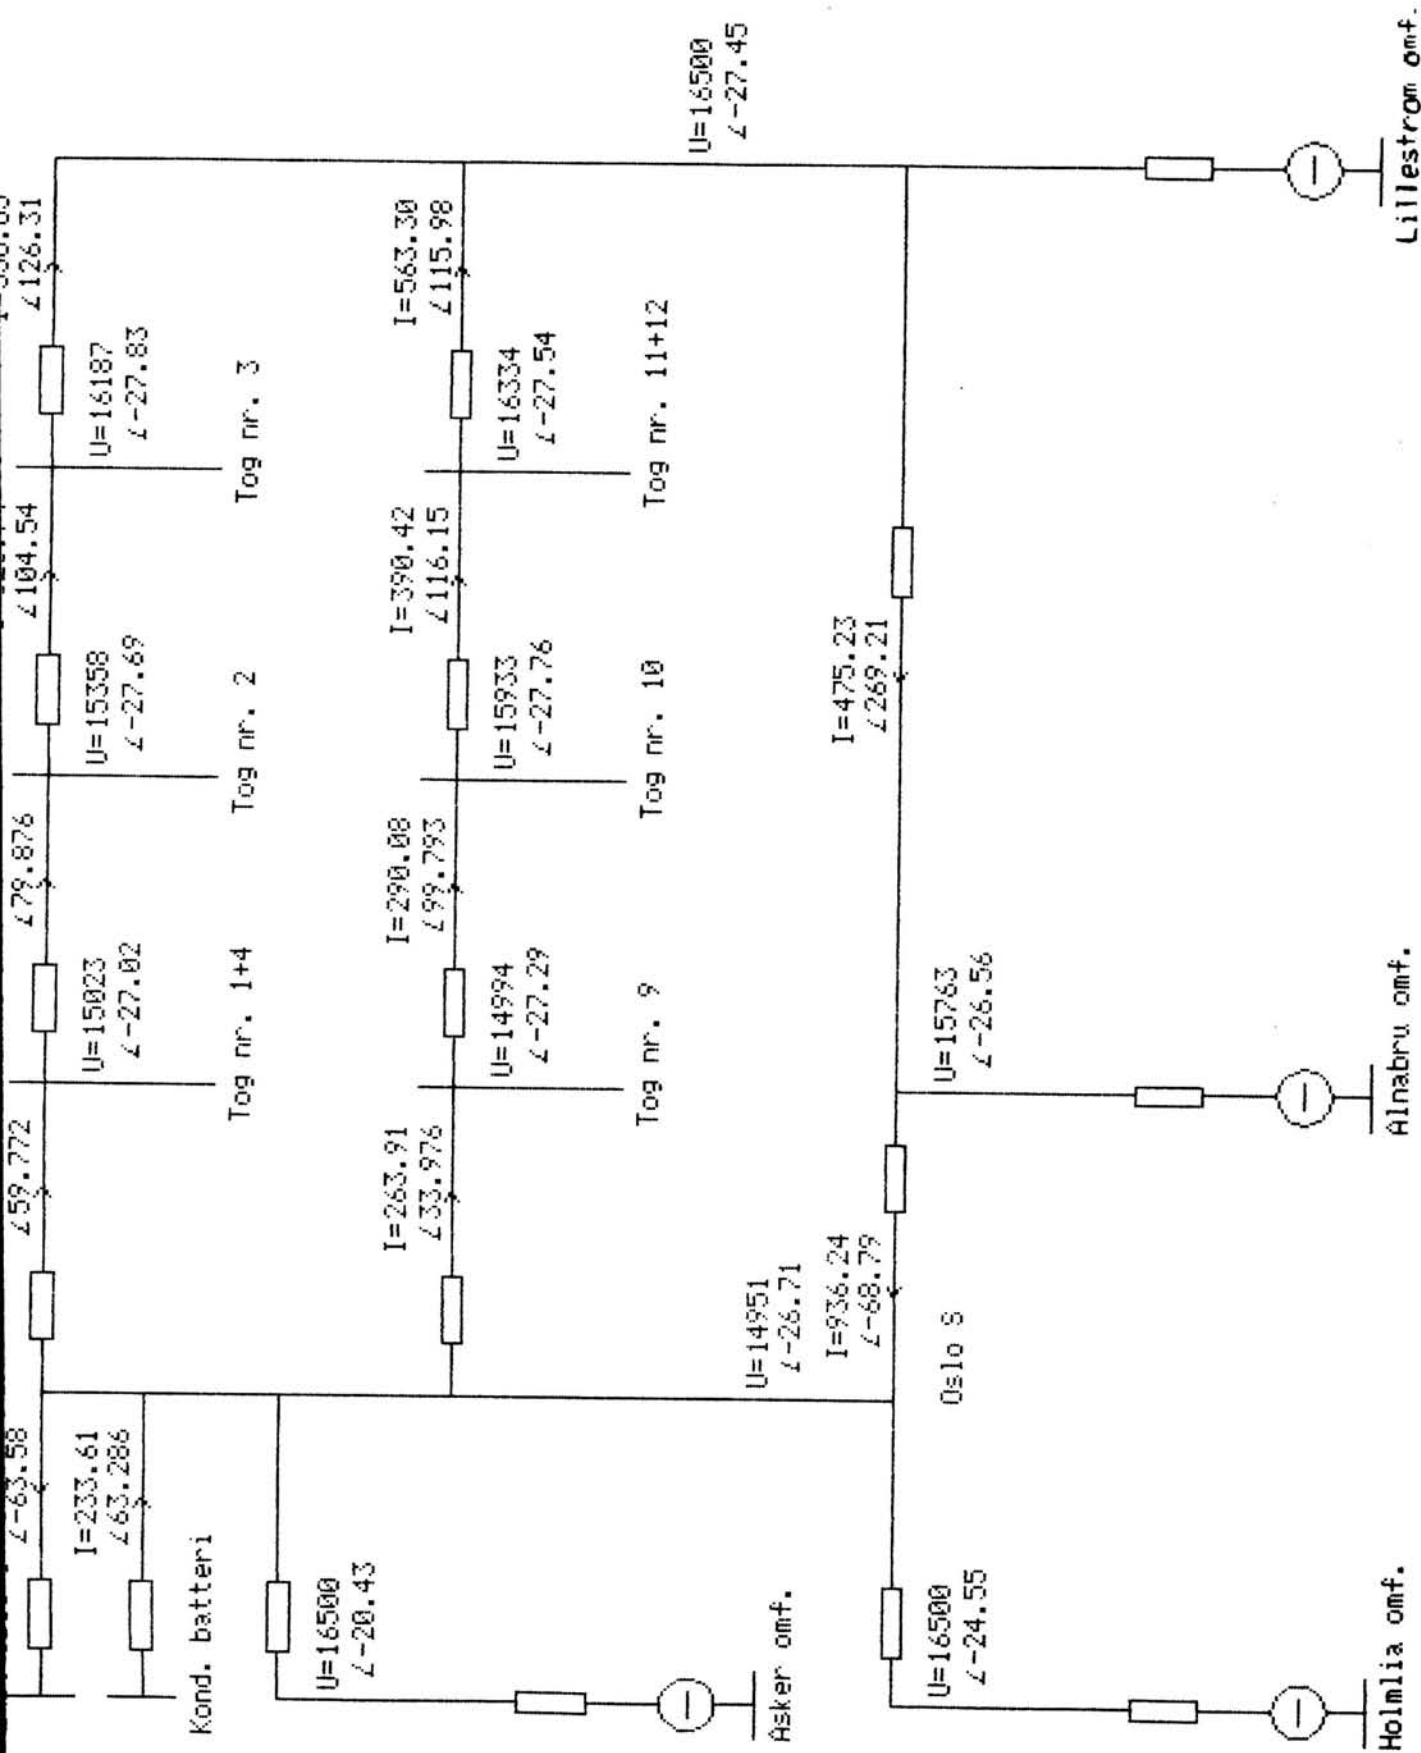 ∠-63.58
∠59.772
∠79.876
∠104.54
∠126.31
I=233.61
∠63.286
Kond. batteri
U=15023
∠-27.02
Tog nr. 1+4
U=15358
∠-27.69
Tog nr. 2
U=16187
∠-27.83
Tog nr. 3
I=263.91
∠33.976
I=290.08
∠99.793
I=390.42
∠116.15
I=563.30
∠115.98
U=14994
∠-27.29
Tog nr. 9
U=15933
∠-27.76
Tog nr. 10
U=16334
∠-27.54
Tog nr. 11+12
U=16500
∠-20.43
Asker omf.
U=14951
∠-26.71
U=16500
∠-27.45
I=936.24
∠-68.79
I=475.23
∠269.21
Oslo S
U=16500
∠-24.55
U=15763
∠-26.56
Holmlia omf.
Alnabru omf.
Lillestrøm omf.